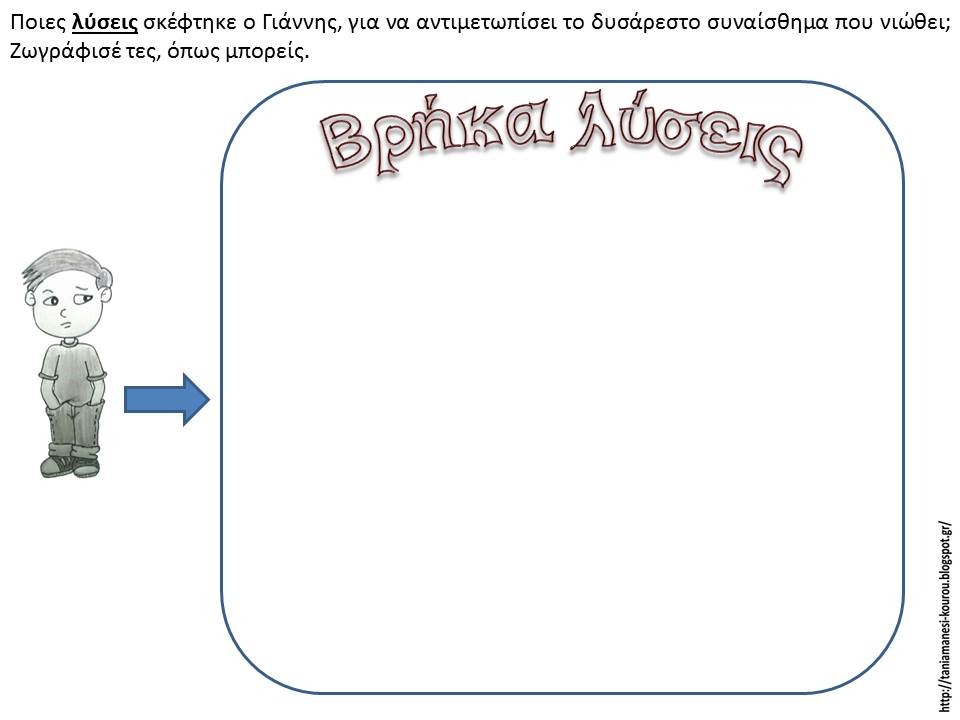 Ποιες λύσεις σκέφτηκε ο Γιάννης, για να αντιμετωπίσει το δυσάρεστο συναίσθημα που νιώθει;
Ζωγράφισέ τες, όπως μπορείς.
Βρήκα λύσεις
http://taniamanesi-kourou.blogspot.gr/